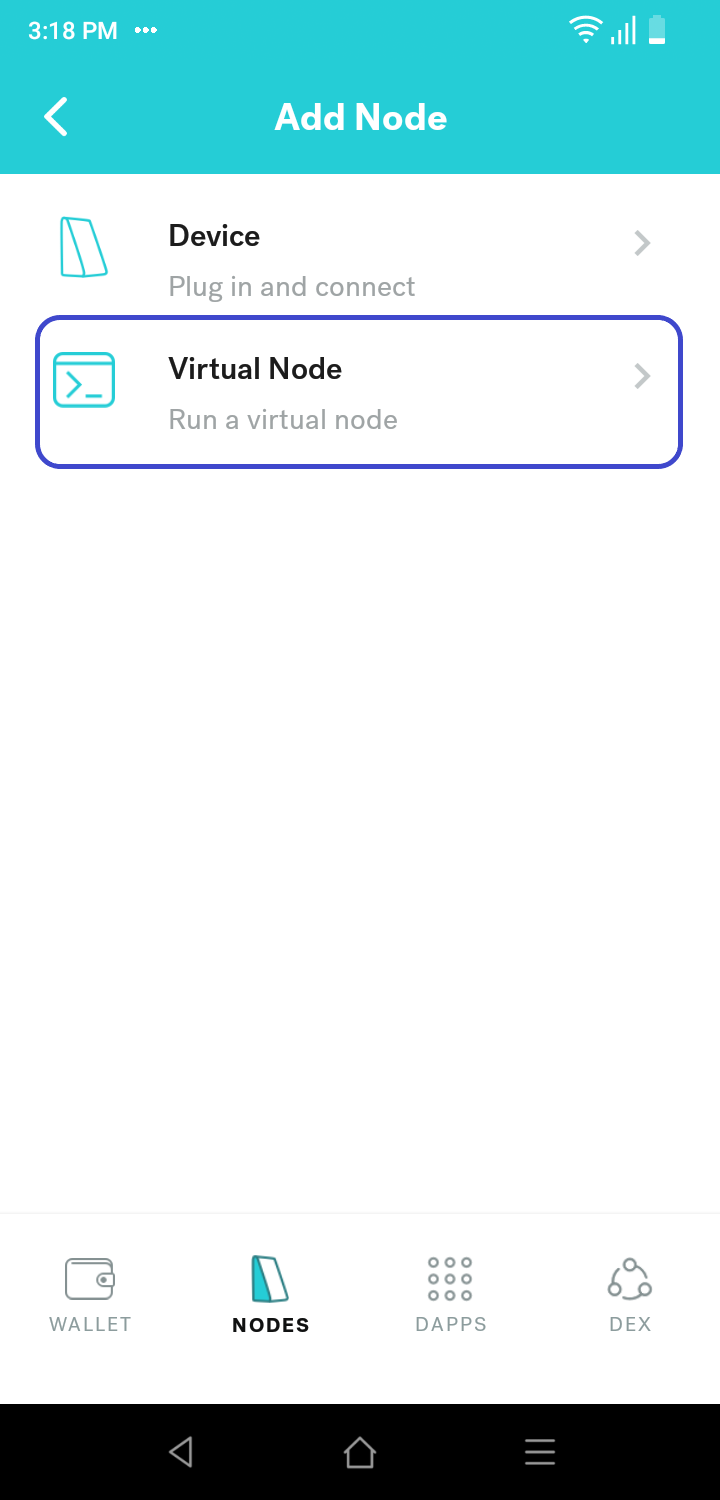 3:18 PM
Add Node
Device
Plug in and connect
Virtual Node
Run a virtual node
WALLET
NODES
DAPPS
DEX